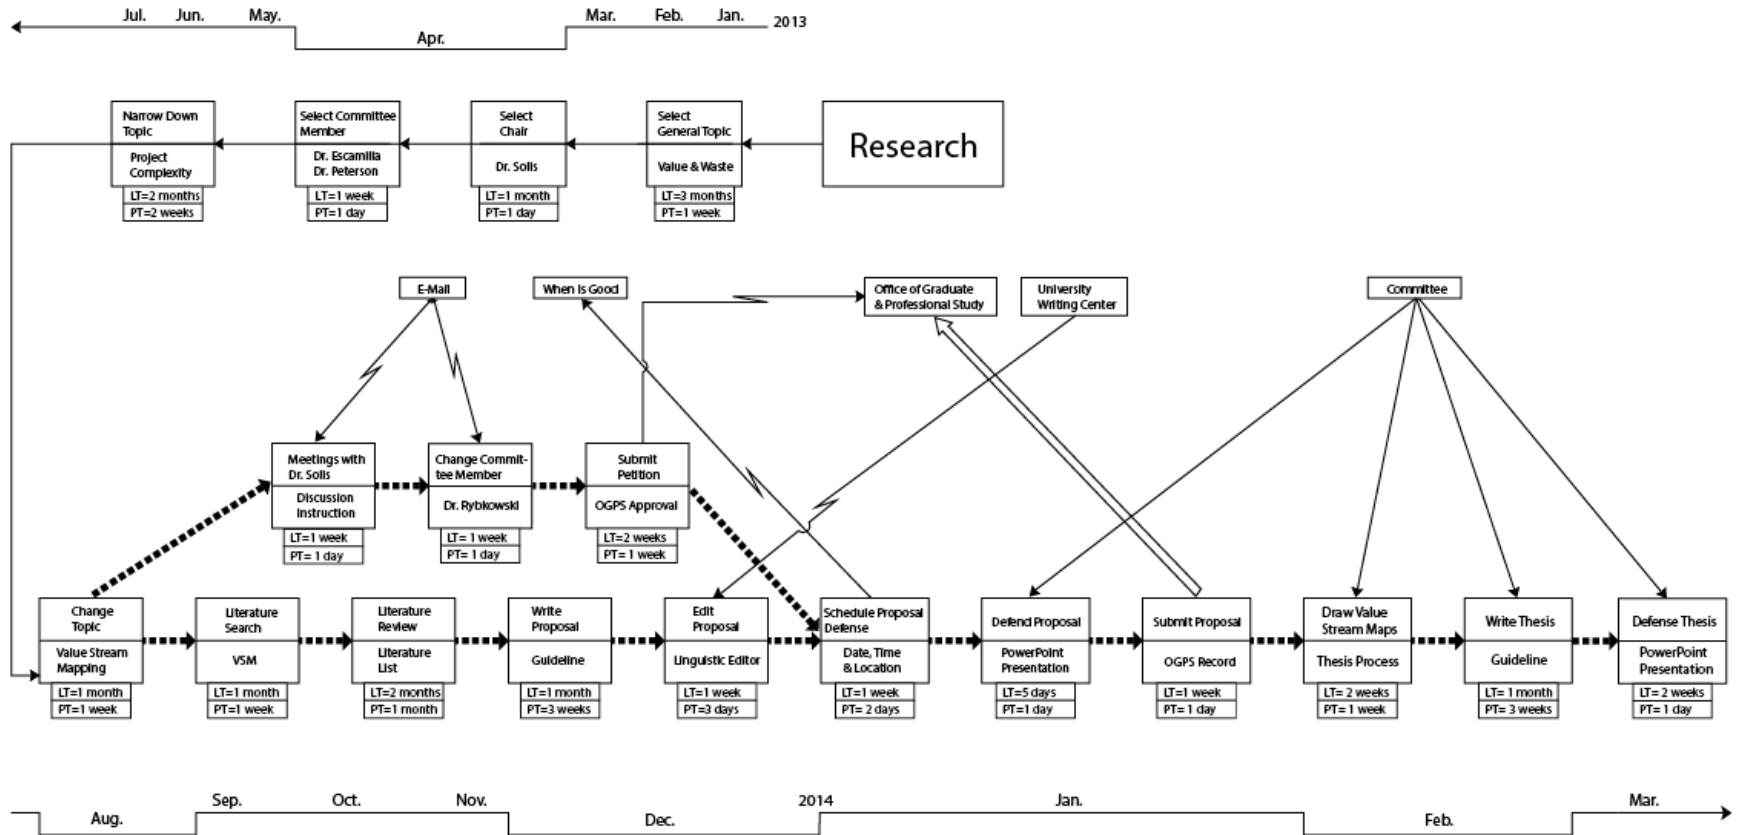 Jul. Jun. May. Mar. Feb. Jan. 2013
Apr.
Narrow Down
Topic
Project
Complexity
LT=2 months
PT=2 weeks
Select Committee
Member
Dr. Escamilla
Dr. Peterson
LT=1 week
PT=1 day
Select
Chair
Dr. Solis
LT=1 month
PT=1 day
Select
General Topic
Value & Waste
LT=3 months
PT=1 week
Research
E-Mail
When Is Good
Office of Graduate
& Professional Study
University
Writing Center
Committee
Meetings with
Dr. Solis
Discussion
Instruction
LT=1 week
PT= 1 day
Change Commit-
tee Member
Dr. Rybkowski
LT= 1 week
PT= 1 day
Submit
Petition
OGPS Approval
LT=2 weeks
PT=1 week
Change
Topic
Value Stream
Mapping
LT=1 month
PT=1 week
Literature
Search
VSM
LT=1 month
PT=1 week
Literature
Review
Literature
List
LT=2 months
PT=1 month
Write
Proposal
Guideline
LT=1 month
PT=3 weeks
Edit
Proposal
Linguistic Editor
LT=1 week
PT=3 days
Schedule Proposal
Defense
Date, Time
& Location
LT=1 week
PT= 2 days
Defend Proposal
PowerPoint
Presentation
LT=5 days
PT=1 day
Submit Proposal
OGPS Record
LT=1 week
PT= 1 day
Draw Value
Stream Maps
Thesis Process
LT= 2 weeks
PT= 1 week
Write Thesis
Guideline
LT= 1 month
PT= 3 weeks
Defense Thesis
PowerPoint
Presentation
LT= 2 weeks
PT= 1 day
Sep. Oct. Nov. 2014 Jan. Mar.
Aug. Dec. Feb.